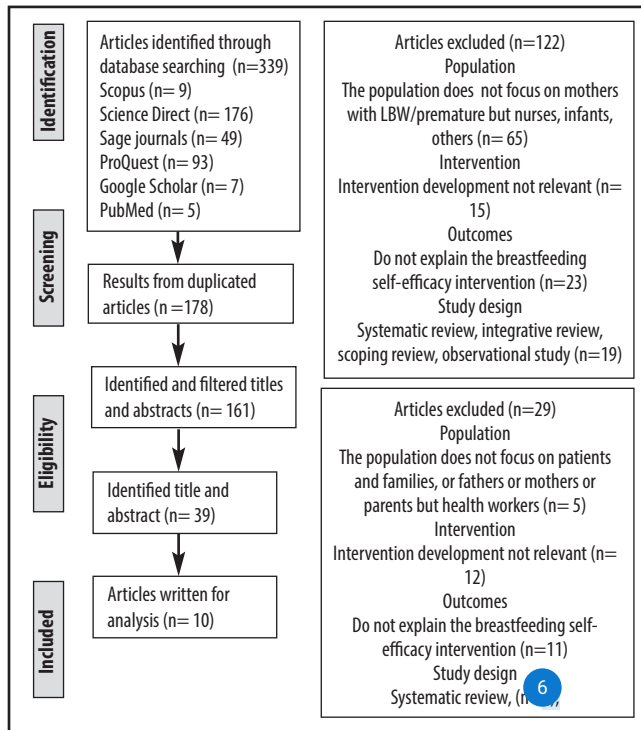 Identification
Articles identified through
database searching (n=339)
Scopus (n= 9)
Science Direct (n= 176)
Sage journals (n= 49)
ProQuest (n= 93)
Google Scholar (n= 7)
PubMed (n= 5)
Screening
Results from duplicated
articles (n =178)
Identified and filtered titles
and abstracts (n= 161)
Eligibility
Identified title and
abstract (n= 39)
Included
Articles written for
analysis (n= 10)
Articles excluded (n=122)
Population
The population does not focus on mothers
with LBW/premature but nurses, infants,
others (n= 65)
Intervention
Intervention development not relevant (n=
15)
Outcomes
Do not explain the breastfeeding
self-efficacy intervention (n=23)
Study design
Systematic review, integrative review,
scoping review, observational study (n=19)
Articles excluded (n=29)
Population
The population does not focus on patients
and families, or fathers or mothers or
parents but health workers (n= 5)
Intervention
Intervention development not relevant (n=
12)
Outcomes
Do not explain the breastfeeding self-
efficacy intervention (n=11)
Study design
Systematic review, (n
6